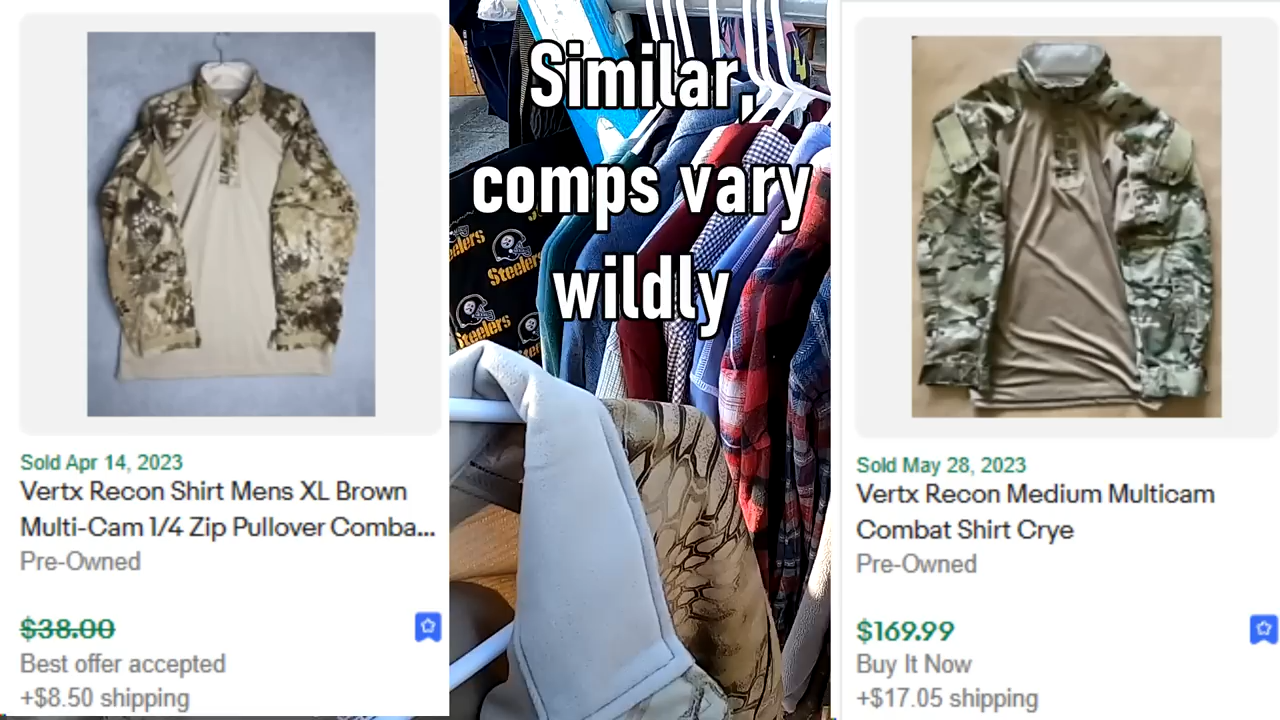 Sold Apr 14, 2023
Vertx Recon Shirt Mens XL Brown
Multi-Cam 1/4 Zip Pullover Comba...
Pre-Owned
$38.00
Best offer accepted
+$8.50 shipping
Similar,
comps vary
wildly
Steelers
Steelers
Steelers
Steelers
Sold May 28, 2023
Vertx Recon Medium Multicam
Combat Shirt Crye
Pre-Owned
$169.99
Buy It Now
+$17.05 shipping